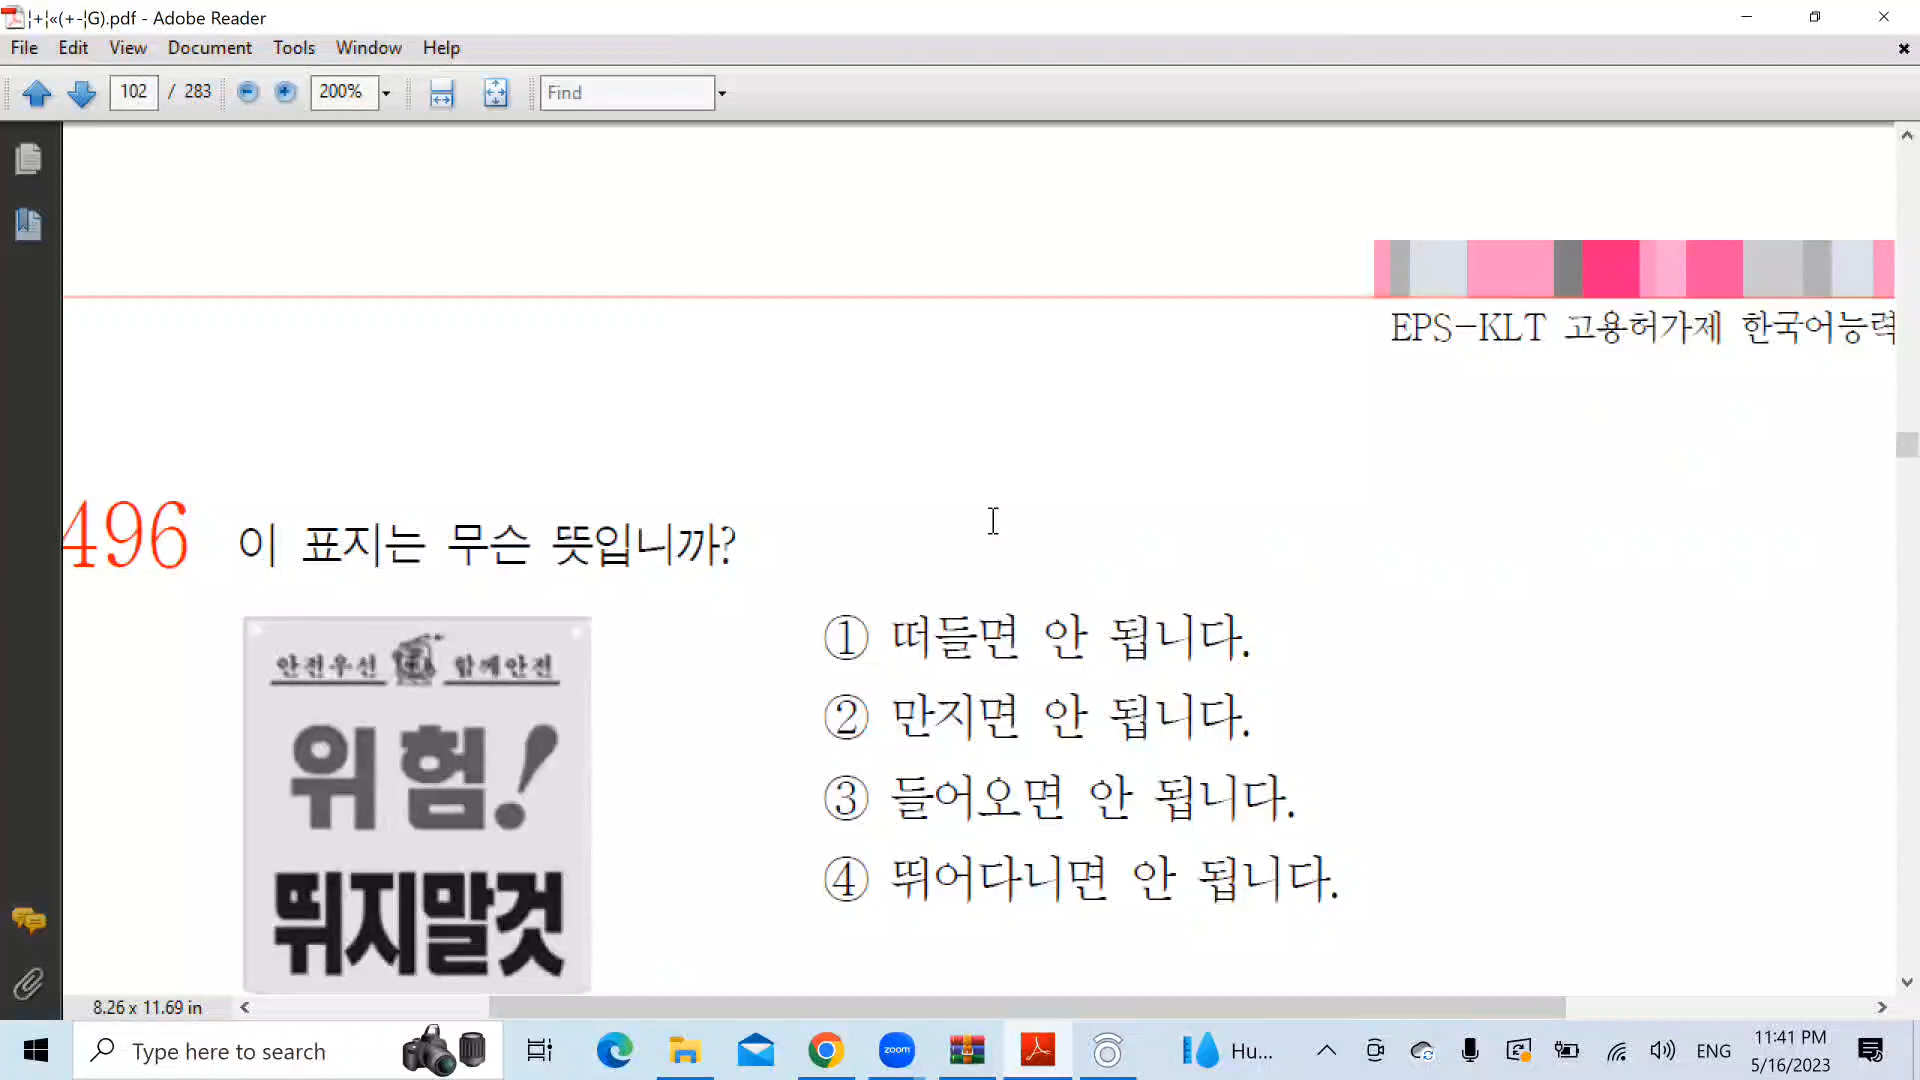 ¦+¦«(+-¦G).pdf - Adobe Reader
File Edit View Document Tools Window Help
102 / 283 200% Find
EPS-KLT 고용허가제 한국어능력
496 이 표지는 무슨 뜻입니까?
안전우선 함께안전
위험!
뛰지말것
① 떠들면 안 됩니다.
② 만지면 안 됩니다.
③ 들어오면 안 됩니다.
④ 뛰어다니면 안 됩니다.
8.26 x 11.69 in
Type here to search
zoom
Hu...
ENG
11:41 PM
5/16/2023